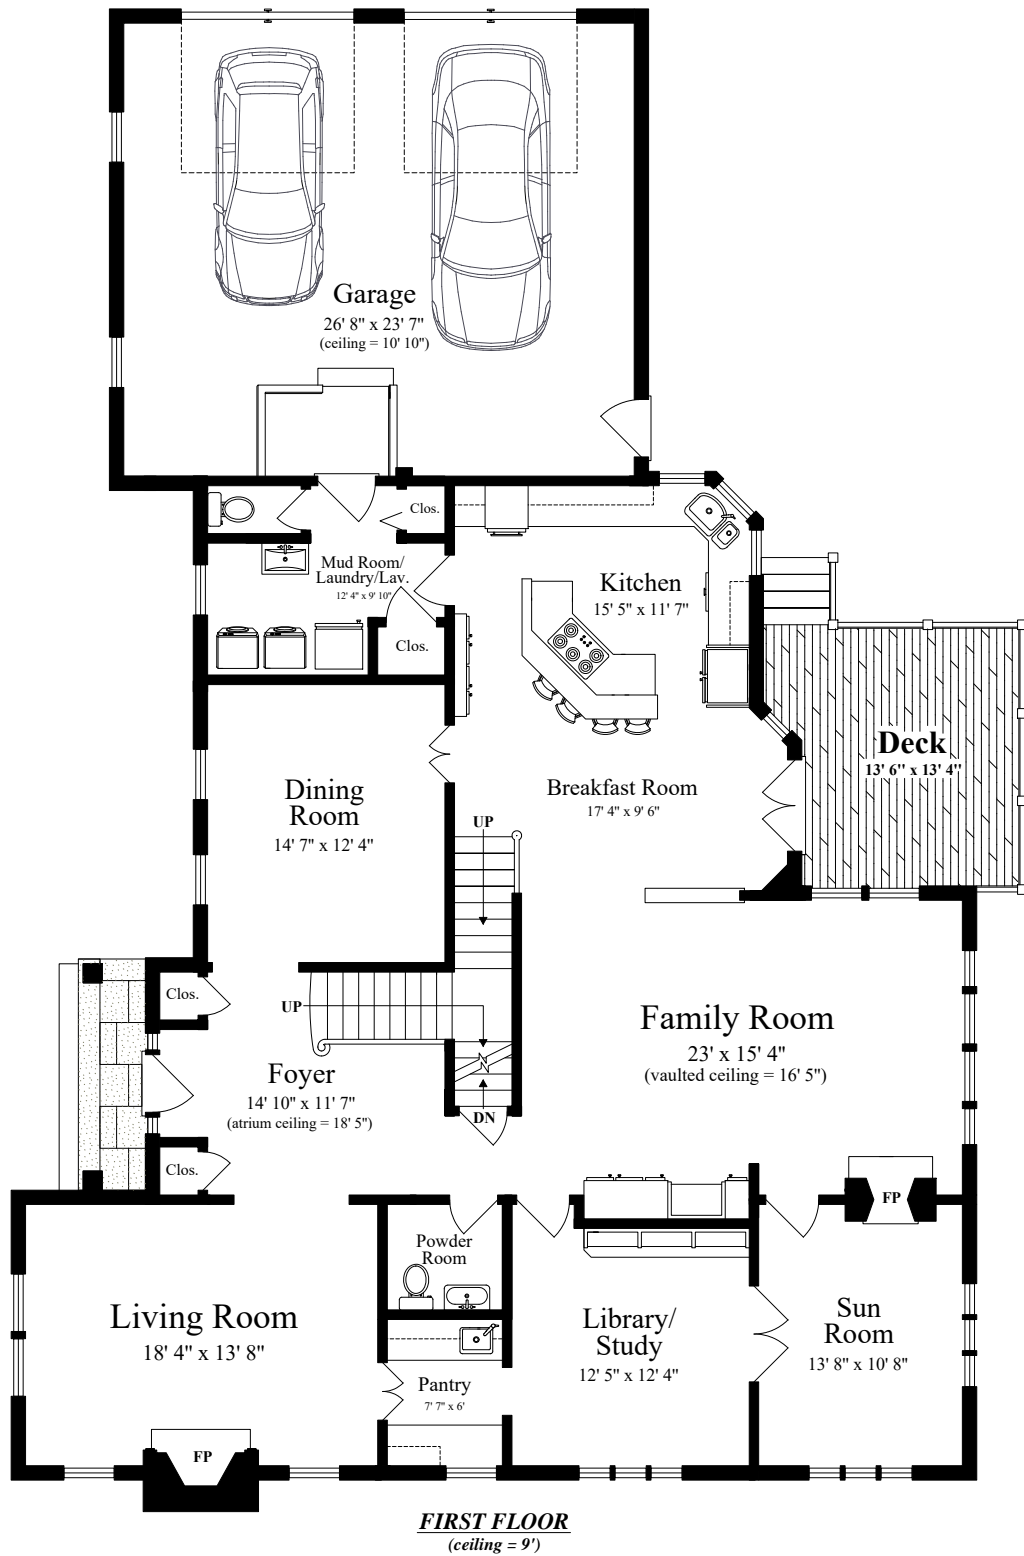 Garage
26' 8" x 23' 7"
(ceiling = 10' 10")
Clos.
Mud Room/
Laundry/Lav.
12' 4" x 9' 10"
Clos.
Kitchen
15' 5" x 11' 7"
Deck
13' 6" x 13' 4"
Dining
Room
14' 7" x 12' 4"
Breakfast Room
17' 4" x 9' 6"
UP
Clos.
UP
Family Room
23' x 15' 4"
(vaulted ceiling = 16' 5")
Foyer
14' 10" x 11' 7"
(atrium ceiling = 18' 5")
DN
Clos.
FP
Powder
Room
Living Room
18' 4" x 13' 8"
Library/
Study
12' 5" x 12' 4"
Sun
Room
13' 8" x 10' 8"
Pantry
7' 7" x 6'
FP
FIRST FLOOR
(ceiling = 9')